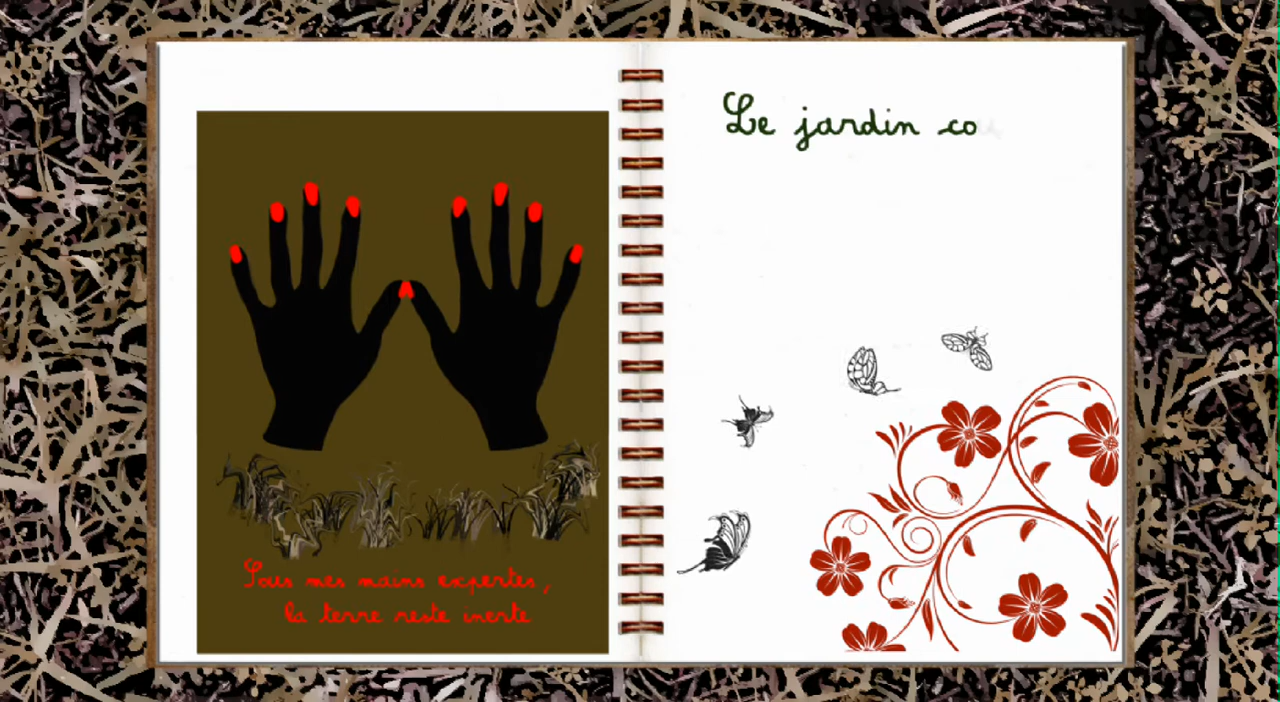 Sous mes mains expertes,
la terre reste inerte
Le jardin co